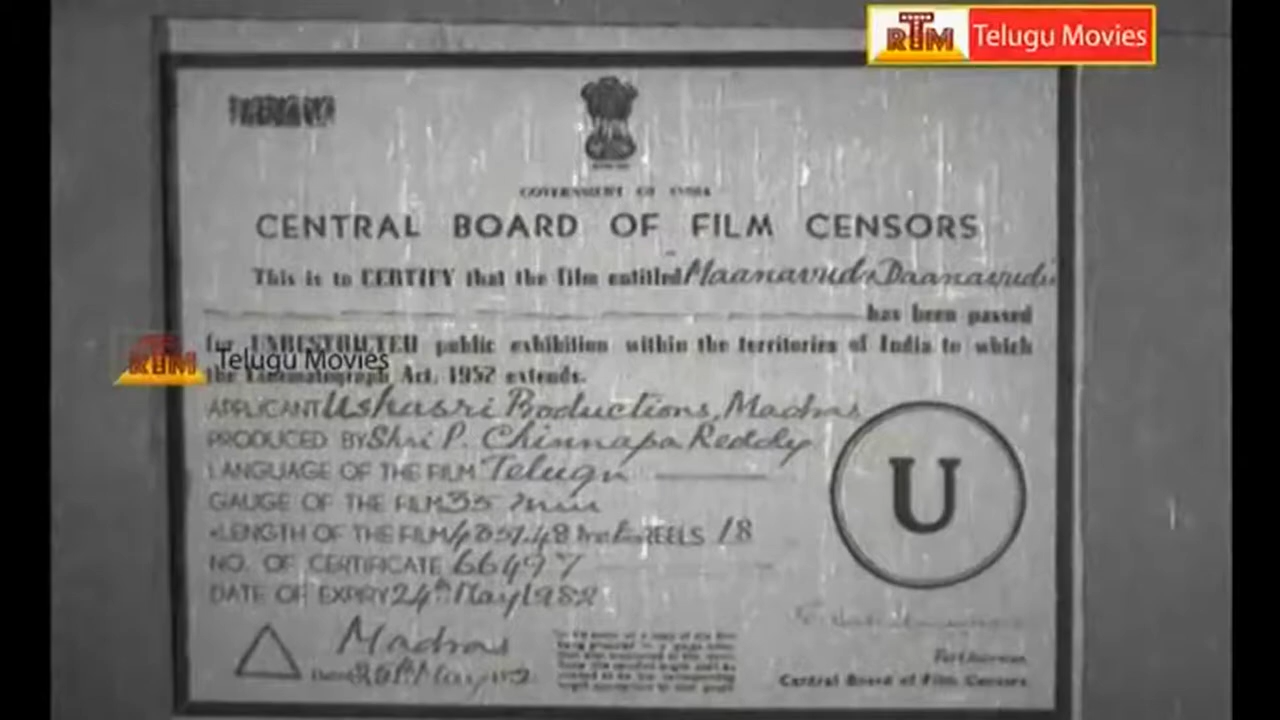 RTM Telugu Movies
GOVERNMENT OF INDIA
CENTRAL BOARD OF FILM CENSORS
This is to CERTIFY that the film entitled Maanavudu Daanavudu
has been passed
for UNRESTRICTED public exhibition within the territories of India to which
RTM Telugu Movies
the Cinematograph Act, 1952 extends.
APPLICANT Ushasri Productions, Madras
PRODUCED BY Shri P. Chinnapa Reddy
LANGUAGE OF THE FILM Telugu
GAUGE OF THE FILM 35 mm
LENGTH OF THE FILM REELS 18
U
NO. OF CERTIFICATE 66497
DATE OF EXPIRY 24th May 1982
Madras
May
Central Board of Film Censors